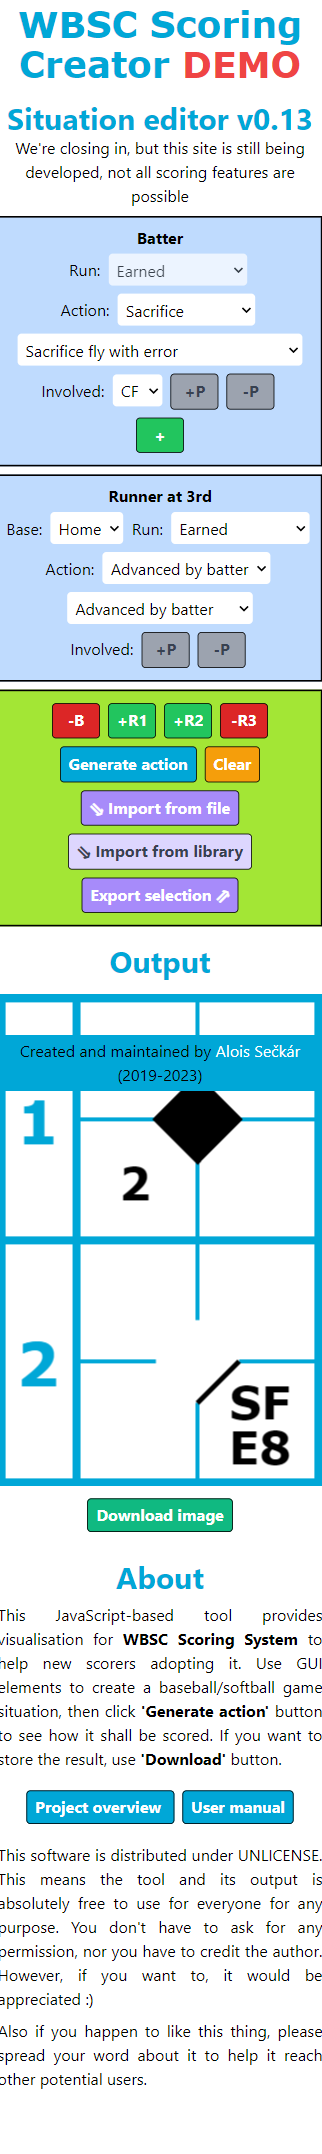 WBSC Scoring
Creator DEMO
Situation editor v0.13
We're closing in, but this site is still being
developed, not all scoring features are
possible
Batter
Run: Earned
Action: Sacrifice
Sacrifice fly with error
Involved: CF +P -P
+
Runner at 3rd
Base: Home Run: Earned
Action: Advanced by batter
Advanced by batter
Involved: +P -P
-B +R1 +R2 -R3
Generate action Clear
⇘ Import from file
⇘ Import from library
Export selection ⇗
Output
Created and maintained by Alois Sečkár
(2019-2023)
1
2
2
SF
E8
Download image
About
This JavaScript-based tool provides
visualisation for WBSC Scoring System to
help new scorers adopting it. Use GUI
elements to create a baseball/softball game
situation, then click 'Generate action' button
to see how it shall be scored. If you want to
store the result, use 'Download' button.
Project overview User manual
This software is distributed under UNLICENSE.
This means the tool and its output is
absolutely free to use for everyone for any
purpose. You don't have to ask for any
permission, nor you have to credit the author.
However, if you want to, it would be
appreciated :)
Also if you happen to like this thing, please
spread your word about it to help it reach
other potential users.